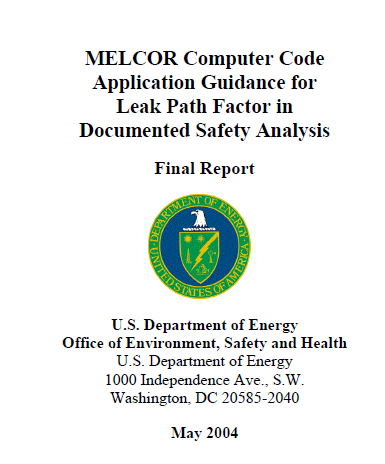 MELCOR Computer Code
Application Guidance for
Leak Path Factor in
Documented Safety Analysis
Final Report
DEPARTMENT OF ENERGY
UNITED STATES OF AMERICA
U.S. Department of Energy
Office of Environment, Safety and Health
U.S. Department of Energy
1000 Independence Ave., S.W.
Washington, DC 20585-2040
May 2004